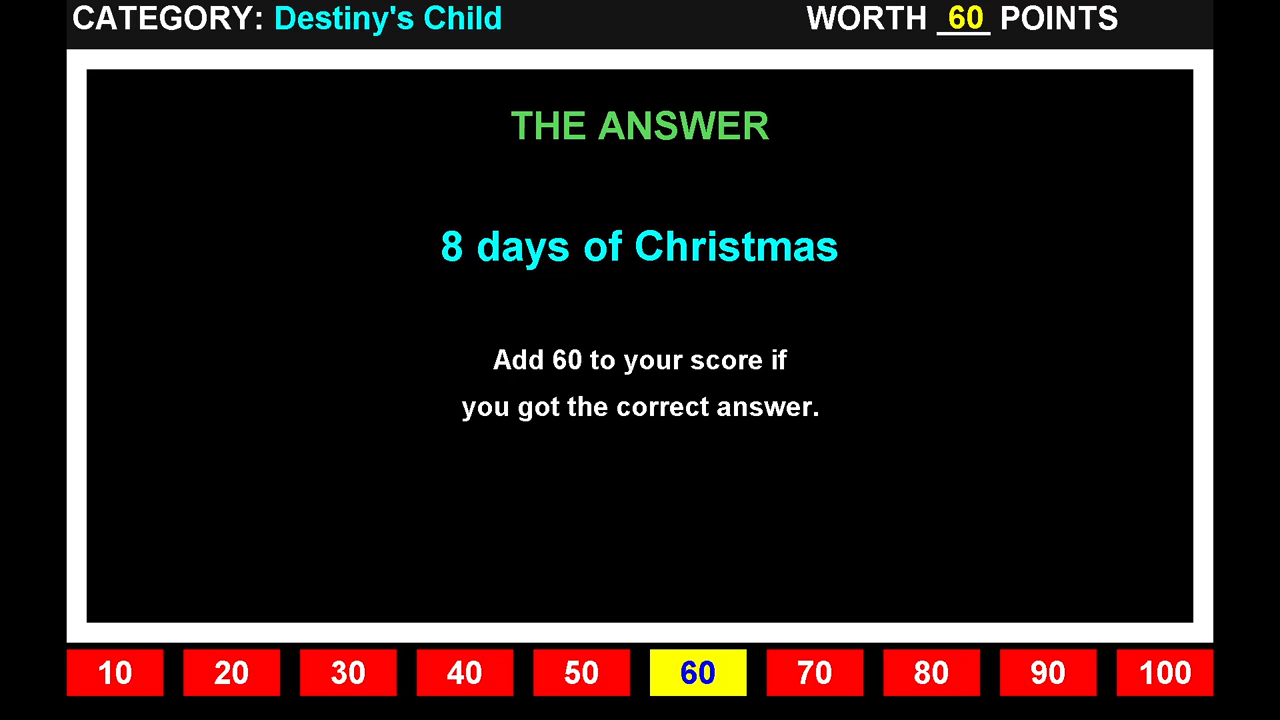 CATEGORY: Destiny's Child WORTH 60 POINTS
THE ANSWER
8 days of Christmas
Add 60 to your score if
you got the correct answer.
10 20 30 40 50 60 70 80 90 100